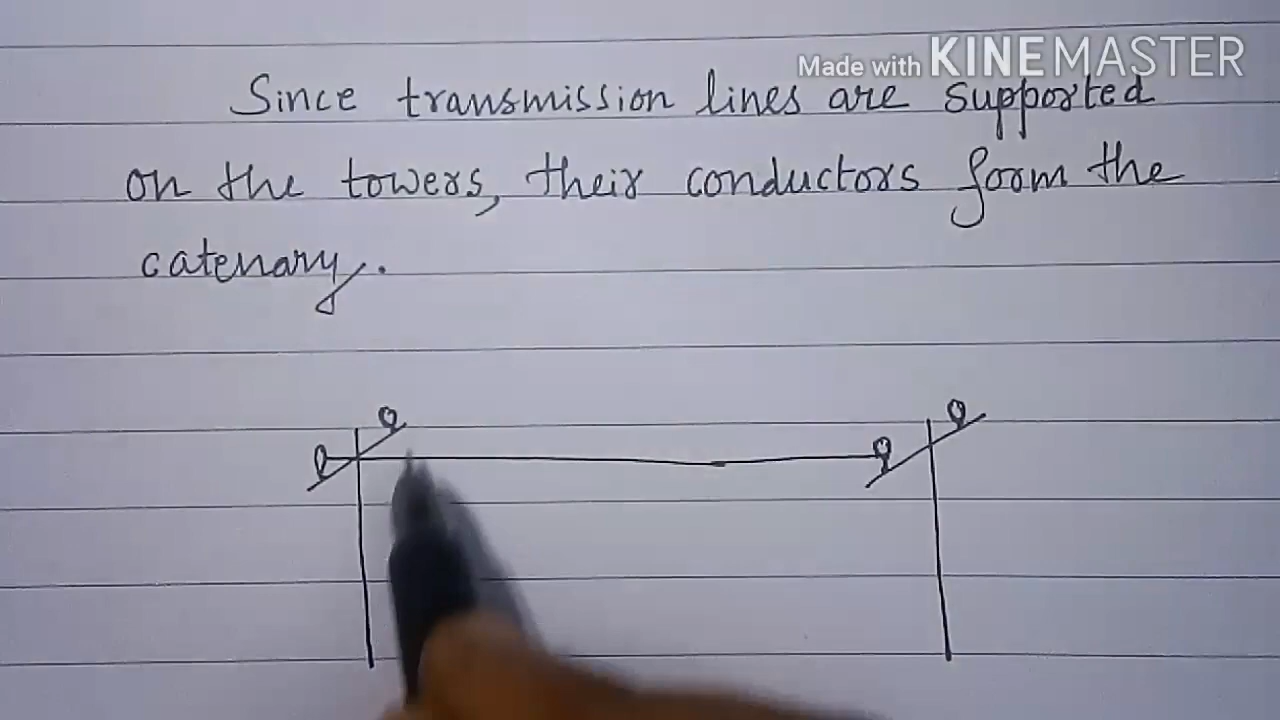 Made with KINEMASTER
Since transmission lines are supported
on the towers, their conductors form the
catenary.